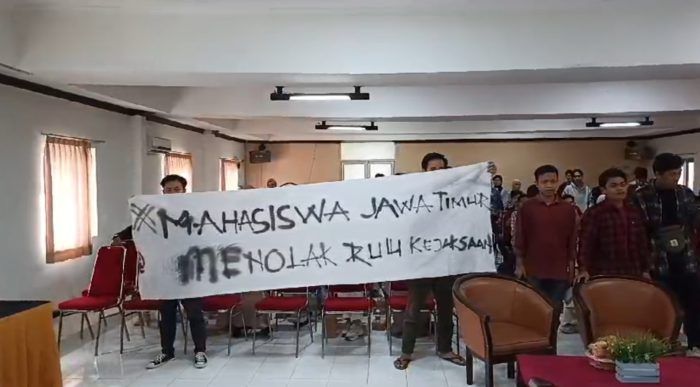 #MAHASISWA JAWA TIMUR
MENOLAK RUU KEJAKSAAN